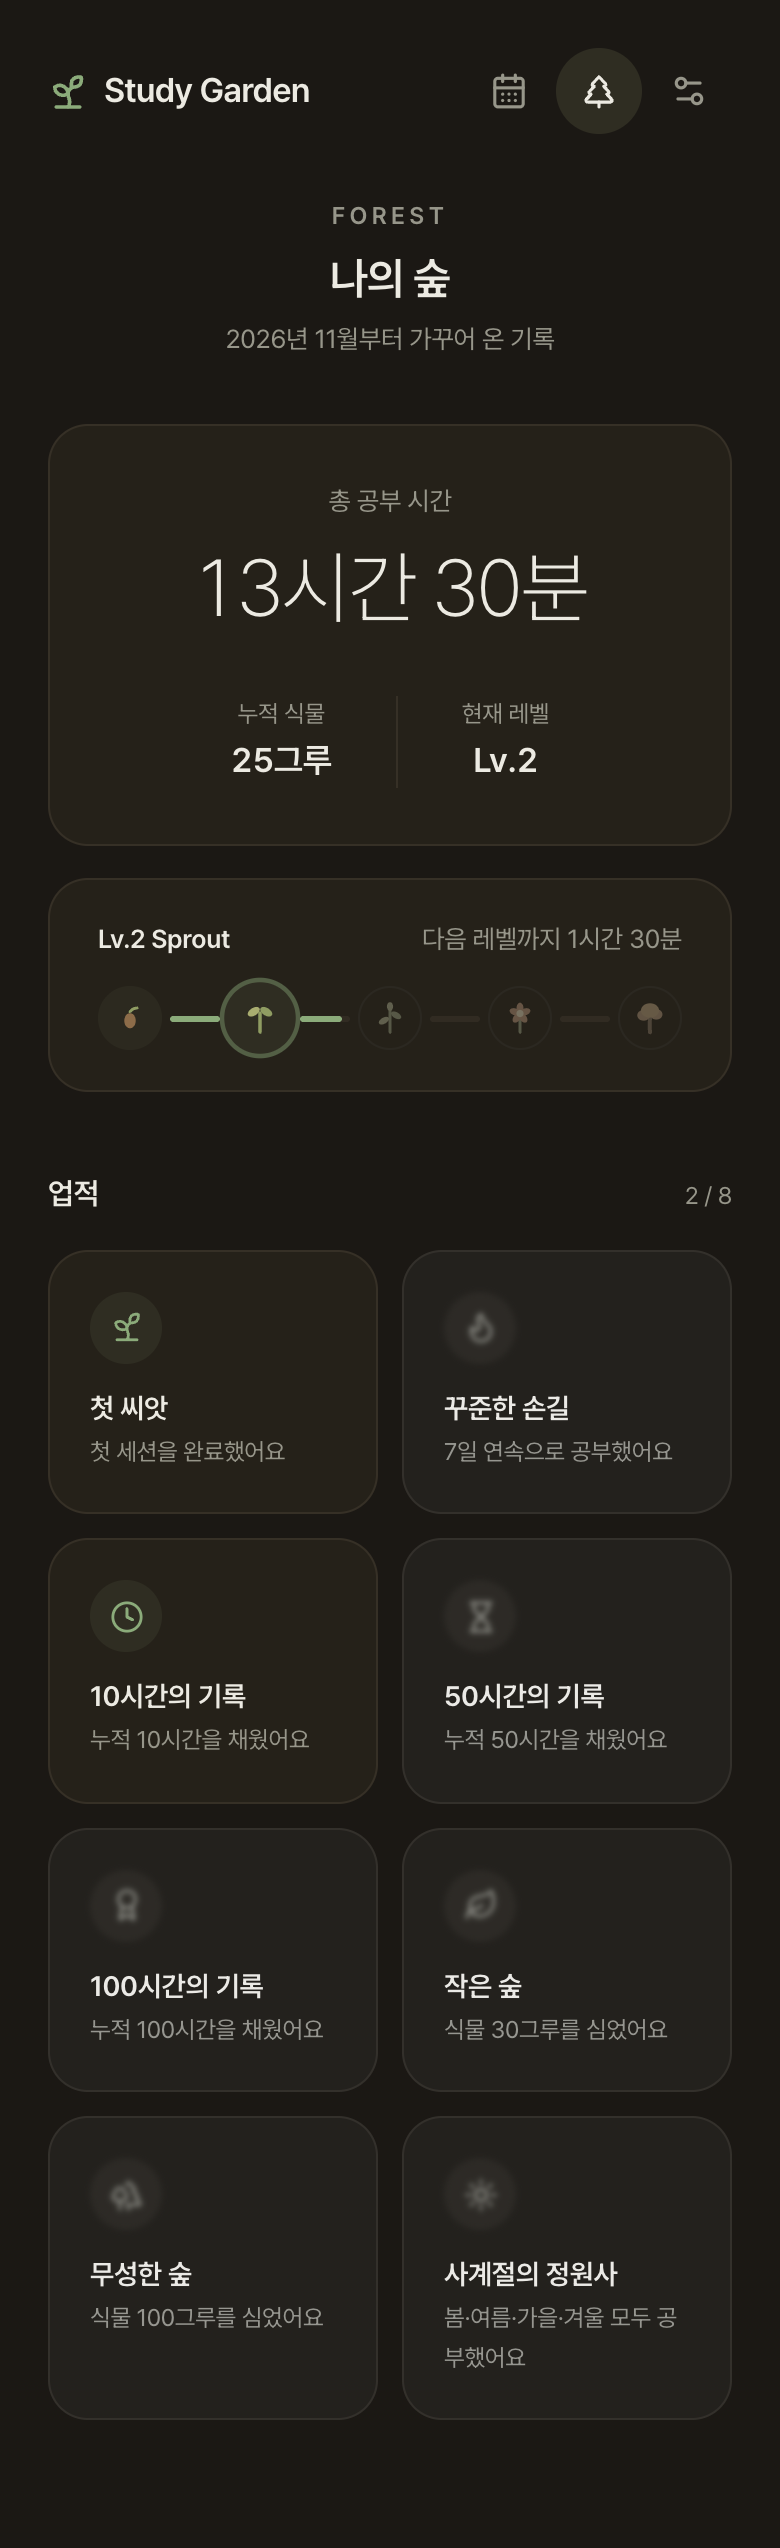 Study Garden
FOREST
나의 숲
2026년 11월부터 가꾸어 온 기록
총 공부 시간
13시간 30분
누적 식물
현재 레벨
25그루
Lv.2
Lv.2 Sprout
다음 레벨까지 1시간 30분
업적
2 / 8
첫 씨앗
첫 세션을 완료했어요
꾸준한 손길
7일 연속으로 공부했어요
10시간의 기록
누적 10시간을 채웠어요
50시간의 기록
누적 50시간을 채웠어요
100시간의 기록
누적 100시간을 채웠어요
작은 숲
식물 30그루를 심었어요
무성한 숲
식물 100그루를 심었어요
사계절의 정원사
봄·여름·가을·겨울 모두 공
부했어요